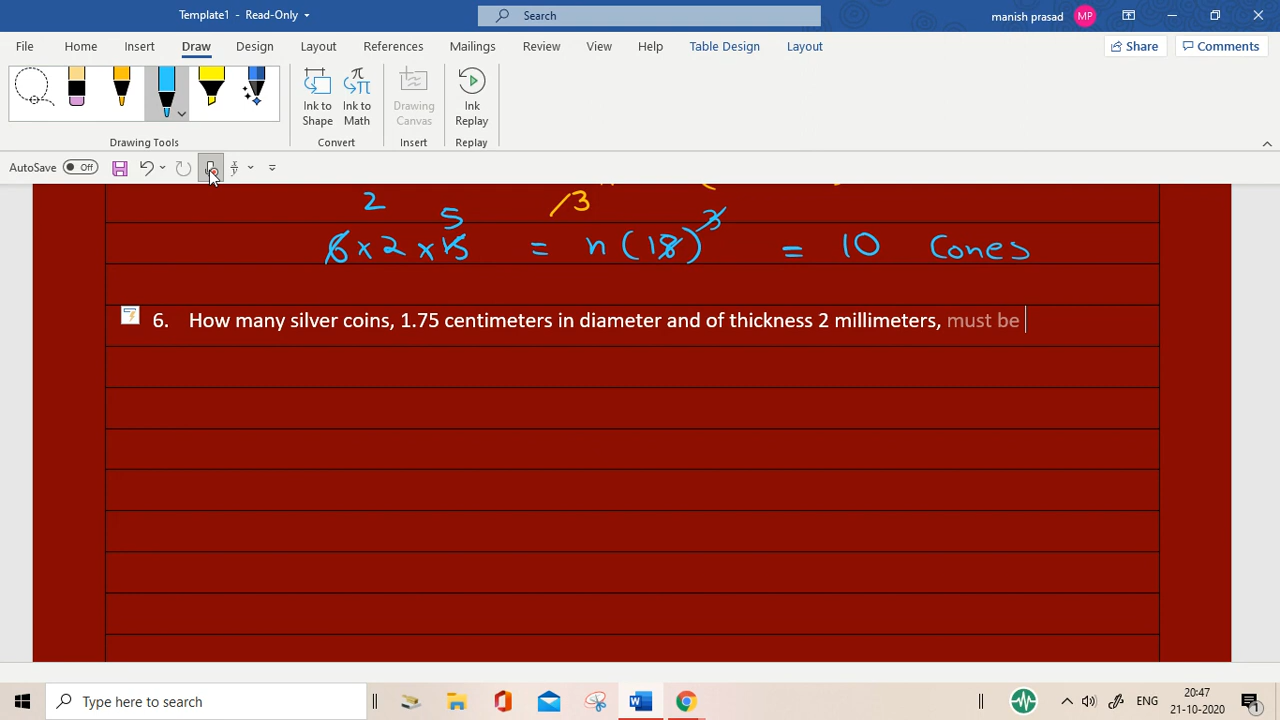 Template1 - Read-Only
Search
manish prasad
MP
File Home Insert Draw Design Layout References Mailings Review View Help Table Design Layout
Share Comments
Ink to Shape
Ink to Math
Drawing Canvas
Ink Replay
Drawing Tools
Convert
Insert
Replay
AutoSave Off
2 5 /3
6 x 2 x 15 = n (18) 3 = 10 Cones
6. How many silver coins, 1.75 centimeters in diameter and of thickness 2 millimeters, must be
Type here to search
ENG
20:47
21-10-2020
1